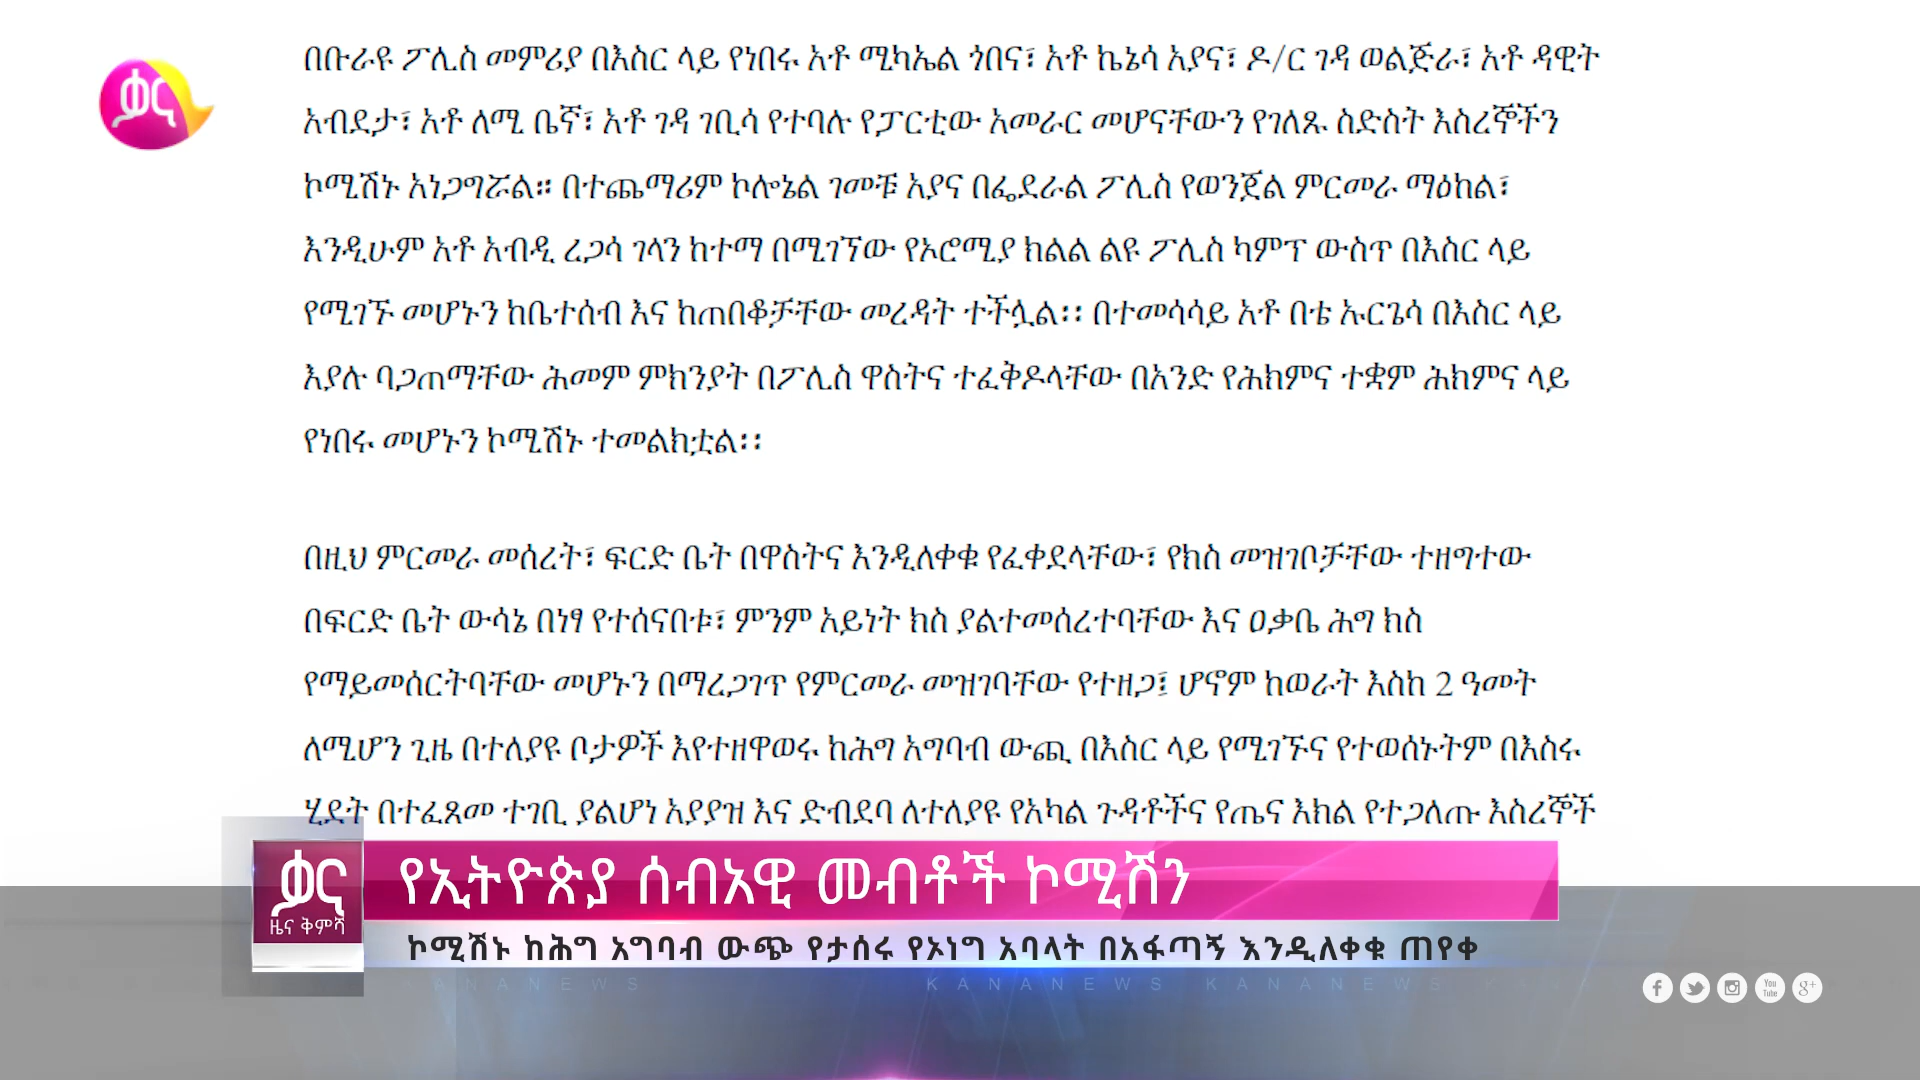 ቃና
በቡራዩ ፖሊስ መምሪያ በእስር ላይ የነበሩ አቶ ሚካኤል ጎበና፣ አቶ ኬኔሳ አያና፣ ዶ/ር ገዳ ወልጅራ፣ አቶ ዳዊት
አብደታ፣ አቶ ለሚ ቤኛ፣ አቶ ገዳ ገቢሳ የተባሉ የፓርቲው አመራር መሆናቸውን የገለጹ ስድስት እስረኞችን
ኮሚሽኑ አነጋግሯል። በተጨማሪም ኮሎኔል ገመቹ አያና በፌደራል ፖሊስ የወንጀል ምርመራ ማዕከል፣
እንዲሁም አቶ አብዲ ረጋሳ ገላን ከተማ በሚገኘው የኦሮሚያ ክልል ልዩ ፖሊስ ካምፕ ውስጥ በእስር ላይ
የሚገኙ መሆኑን ከቤተሰብ እና ከጠበቆቻቸው መረዳት ተችሏል፡፡ በተመሳሳይ አቶ በቴ ኡርጌሳ በእስር ላይ
እያሉ ባጋጠማቸው ሕመም ምክንያት በፖሊስ ዋስትና ተፈቅዶላቸው በአንድ የሕክምና ተቋም ሕክምና ላይ
የነበሩ መሆኑን ኮሚሽኑ ተመልክቷል፡፡
በዚህ ምርመራ መሰረት፣ ፍርድ ቤት በዋስትና እንዲለቀቁ የፈቀደላቸው፣ የክስ መዝገቦቻቸው ተዘግተው
በፍርድ ቤት ውሳኔ በነፃ የተሰናበቱ፣ ምንም አይነት ክስ ያልተመሰረተባቸው እና ዐቃቤ ሕግ ክስ
የማይመሰርትባቸው መሆኑን በማረጋገጥ የምርመራ መዝገባቸው የተዘጋ፤ ሆኖም ከወራት እስከ 2 ዓመት
ለሚሆን ጊዜ በተለያዩ ቦታዎች እየተዘዋወሩ ከሕግ አግባብ ውጪ በእስር ላይ የሚገኙና የተወሰኑትም በእስሩ
ሂደት በተፈጸመ ተገቢ ያልሆነ አያያዝ እና ድብደባ ለተለያዩ የአካል ጉዳቶችና የጤና እክል የተጋለጡ እስረኞች
ቃና
ዜና ቅምሻ
የኢትዮጵያ ሰብአዊ መብቶች ኮሚሽን
ኮሚሽኑ ከሕግ አግባብ ውጭ የታሰሩ የኦነግ አባላት በአፋጣኝ እንዲለቀቁ ጠየቀ
KANANEWS KANANEWS KANANEWS
You Tube
g+